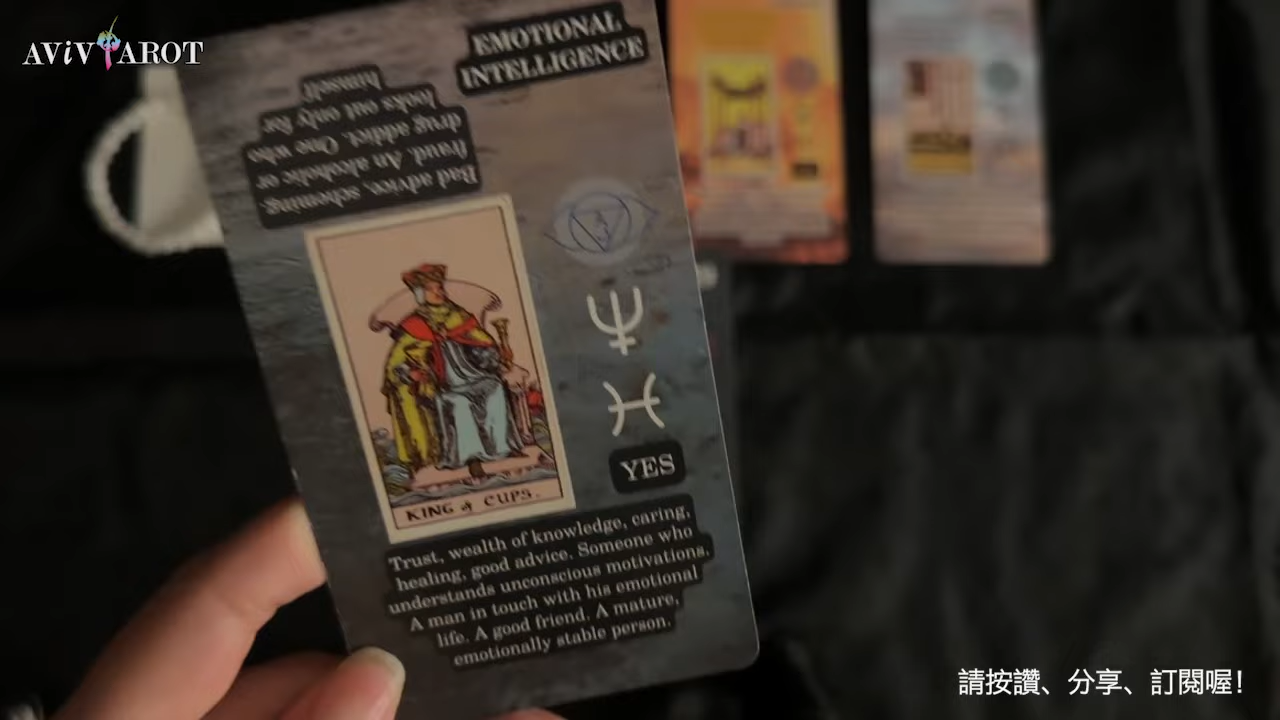 AViVTAROT
EMOTIONAL
INTELLIGENCE
Bad advice, scheming,
fraud. An alcoholic or
drug addict. One who
looks out only for
himself
KING of CUPS.
YES
Trust, wealth of knowledge, caring,
healing, good advice. Someone who
understands unconscious motivations.
A man in touch with his emotional
life. A good friend. A mature,
emotionally stable person.
請按讚、分享、訂閱喔!